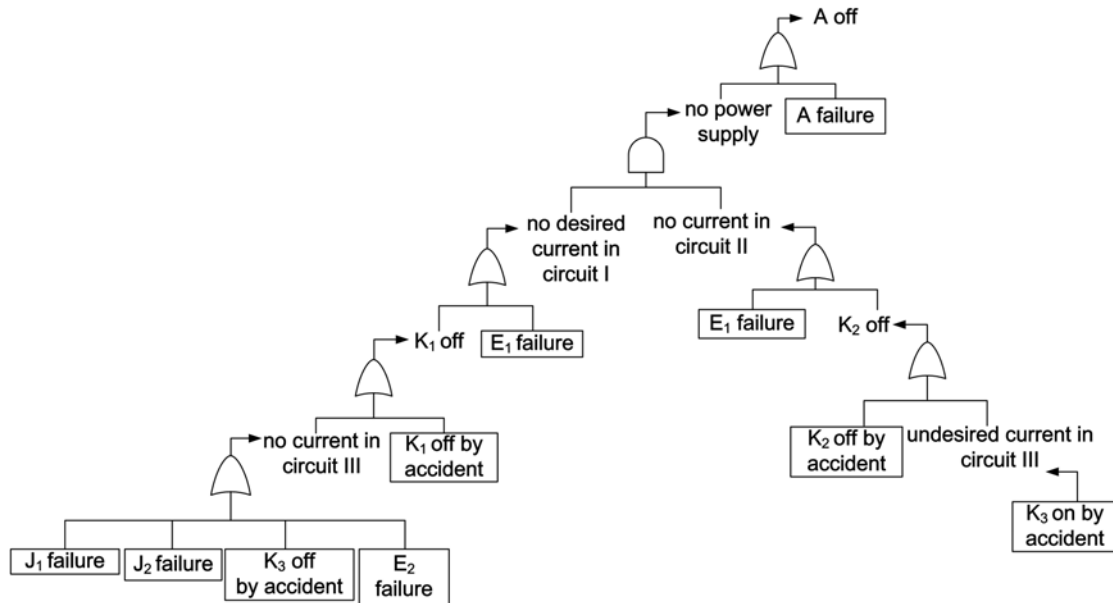 A off
no power
supply
A failure
no desired
current in
circuit I
no current in
circuit II
K₁ off
E₁ failure
E₁ failure
K₂ off
no current in
circuit III
K₁ off by
accident
K₂ off by
accident
undesired current in
circuit III
J₁ failure
J₂ failure
K₃ off
by accident
E₂
failure
K₃ on by
accident